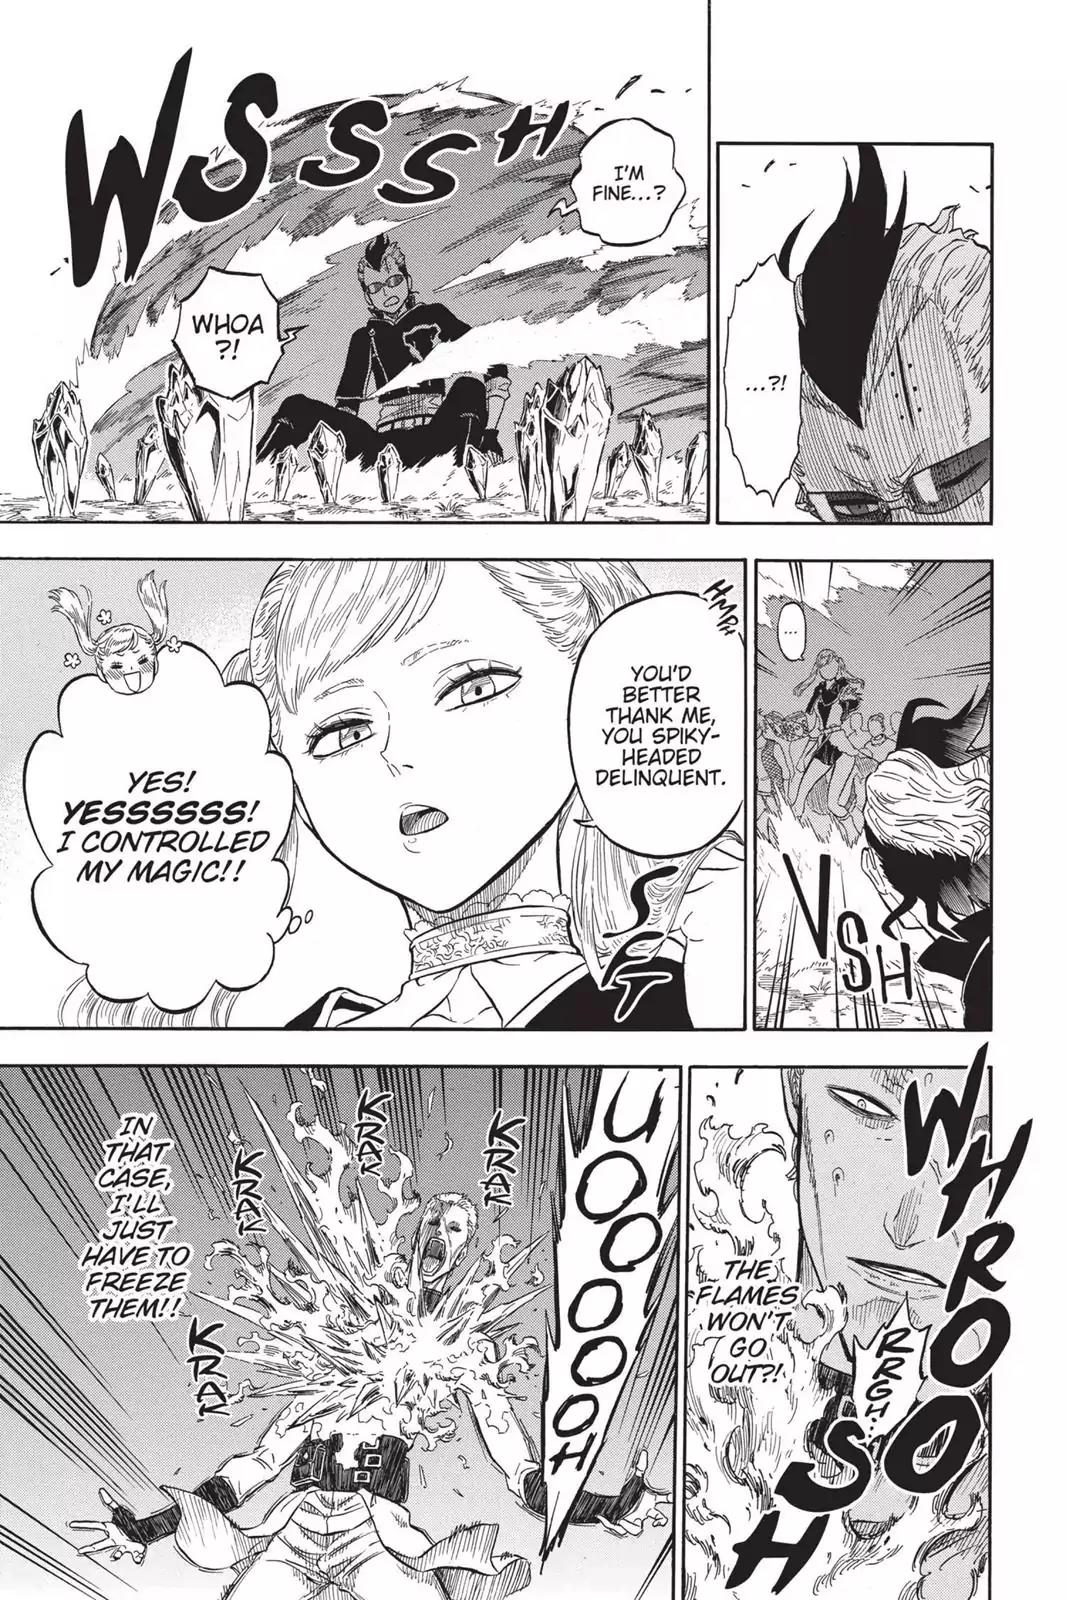 ...?!
I'M
FINE...?
WHOA
?!
WSSSH
...
VSH
HMPH
YOU'D
BETTER
THANK ME,
YOU SPIKY-
HEADED
DELINQUENT.
SFT
YES!
YESSSSSS!
I CONTROLLED
MY MAGIC!!
WHROOSH
THE
FLAMES
WON'T
GO
OUT?!
RRGH...
UOOOOOH
KRAK
KRAK
KRAK
KRAK
IN
THAT
CASE,
I'LL
JUST
HAVE TO
FREEZE
THEM!!